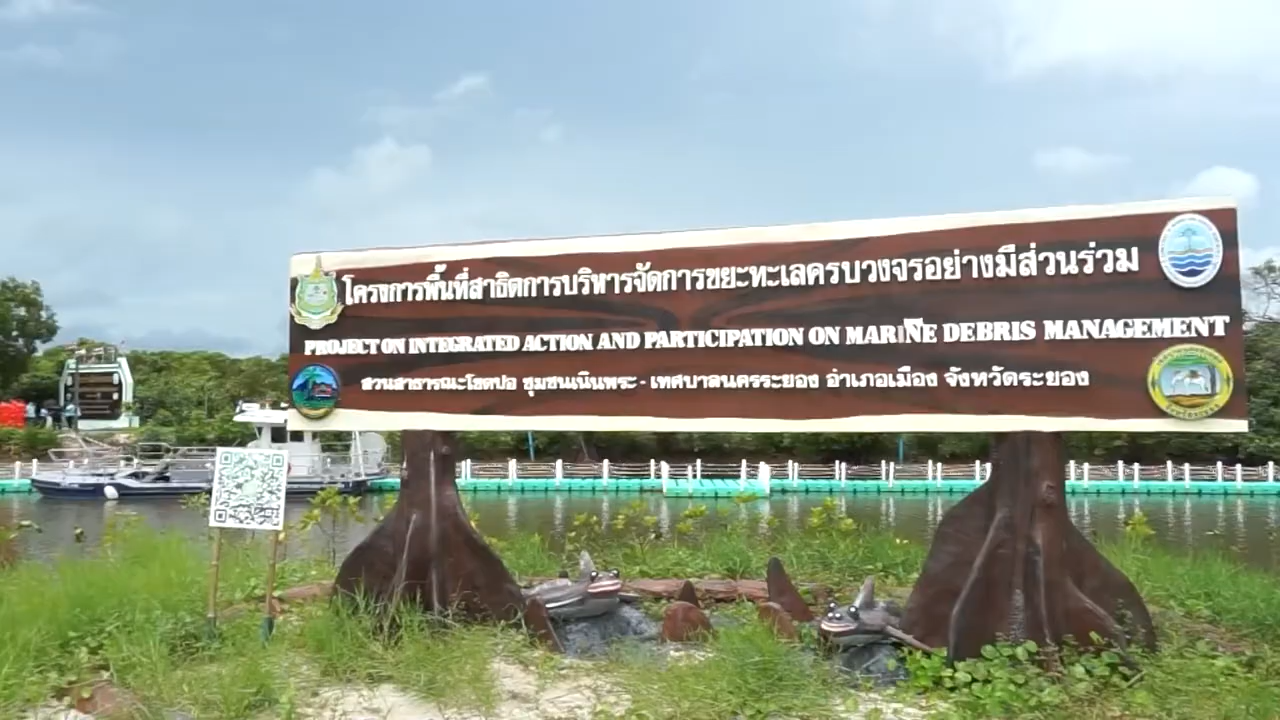 โครงการพื้นที่สาธิตการบริหารจัดการขยะทะเลครบวงจรอย่างมีส่วนร่วม
PROJECT ON INTEGRATED ACTION AND PARTICIPATION ON MARINE DEBRIS MANAGEMENT
สวนสาธารณะโขดปอ ชุมชนเนินพระ - เทศบาลนครระยอง อำเภอเมือง จังหวัดระยอง